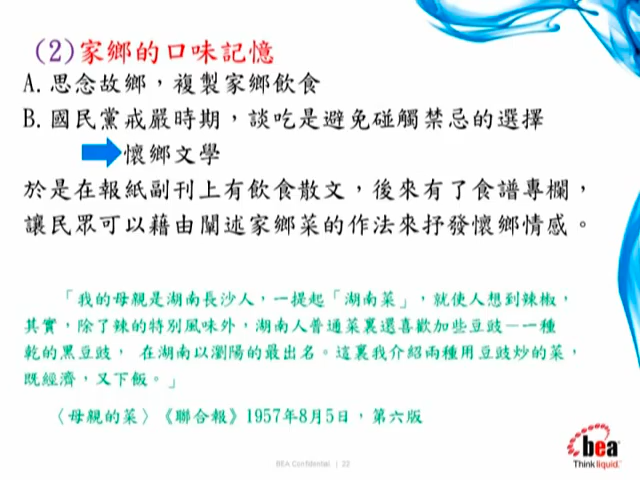 (2)家鄉的口味記憶
A.思念故鄉，複製家鄉飲食
B.國民黨戒嚴時期，談吃是避免碰觸禁忌的選擇
懷鄉文學
於是在報紙副刊上有飲食散文，後來有了食譜專欄，
讓民眾可以藉由闡述家鄉菜的作法來抒發懷鄉情感。
「我的母親是湖南長沙人，一提起「湖南菜」，就使人想到辣椒，
其實，除了辣的特別風味外，湖南人普通菜裏還喜歡加些豆豉－一種
乾的黑豆豉， 在湖南以瀏陽的最出名。這裏我介紹兩種用豆豉炒的菜，
既經濟，又下飯。」
〈母親的菜〉《聯合報》1957年8月5日，第六版
BEA Confidential. | 22
bea
Think liquid.